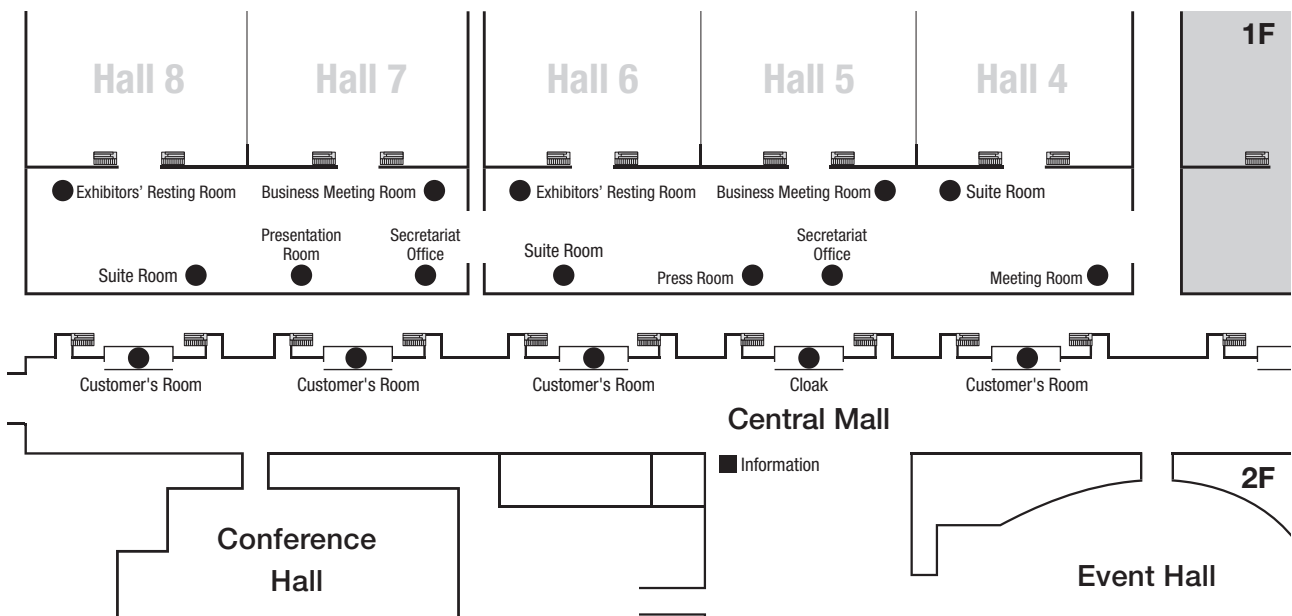 1F
Hall 8
Hall 7
Hall 6
Hall 5
Hall 4
Exhibitors' Resting Room
Business Meeting Room
Exhibitors' Resting Room
Business Meeting Room
Suite Room
Suite Room
Presentation
Room
Secretariat
Office
Suite Room
Press Room
Secretariat
Office
Meeting Room
Customer's Room
Customer's Room
Customer's Room
Cloak
Customer's Room
Central Mall
Information
2F
Conference
Hall
Event Hall